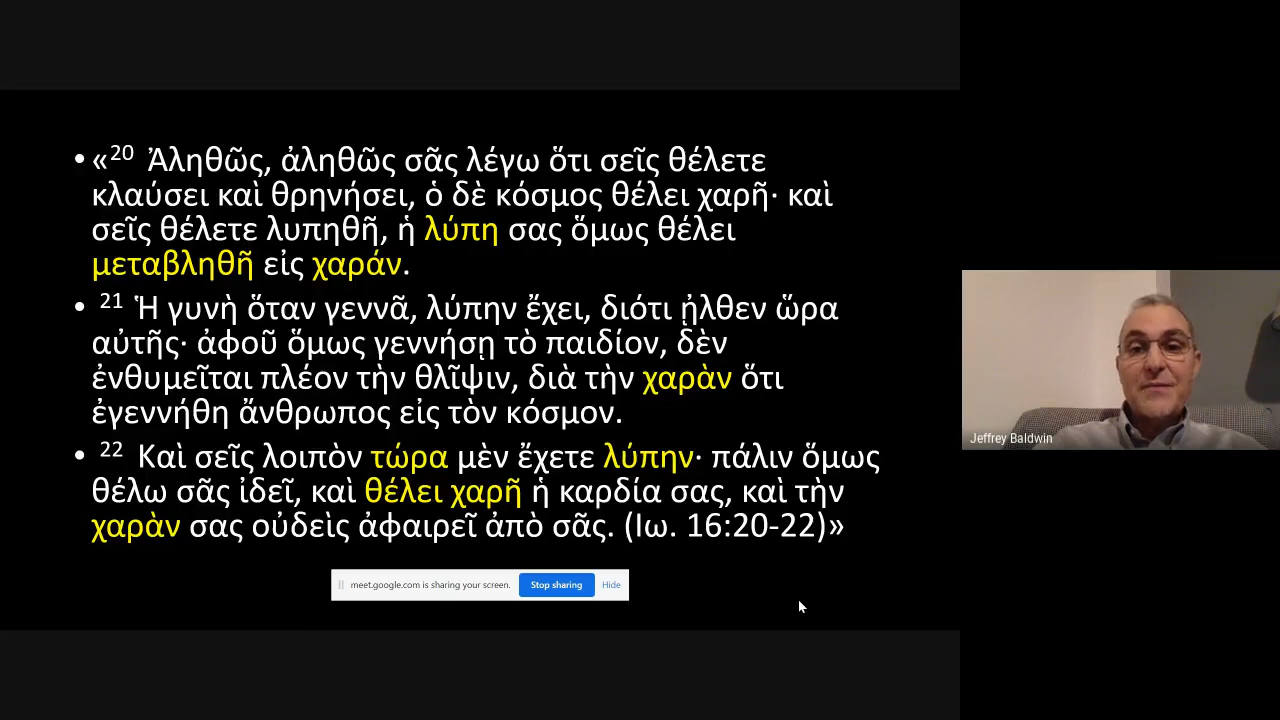 • «20 Ἀληθῶς, ἀληθῶς σᾶς λέγω ὅτι σεῖς θέλετε
κλαύσει καὶ θρηνήσει, ὁ δὲ κόσμος θέλει χαρῆ· καὶ
σεῖς θέλετε λυπηθῆ, ἡ λύπη σας ὅμως θέλει
μεταβληθῆ εἰς χαράν.
• 21 Ἡ γυνὴ ὅταν γεννᾶ, λύπην ἔχει, διότι ᾐλθεν ὥρα
αὐτῆς· ἀφοῦ ὅμως γεννήσῃ τὸ παιδίον, δὲν
ἐνθυμεῖται πλέον τὴν θλῖψιν, διὰ τὴν χαρὰν ὅτι
ἐγεννήθη ἄνθρωπος εἰς τὸν κόσμον.
• 22 Καὶ σεῖς λοιπὸν τώρα μὲν ἔχετε λύπην· πάλιν ὅμως
θέλω σᾶς ἰδεῖ, καὶ θέλει χαρῆ ἡ καρδία σας, καὶ τὴν
χαρὰν σας οὐδεὶς ἀφαιρεῖ ἀπὸ σᾶς. (Ιω. 16:20-22)»
meet.google.com is sharing your screen. Stop sharing Hide
Jeffrey Baldwin